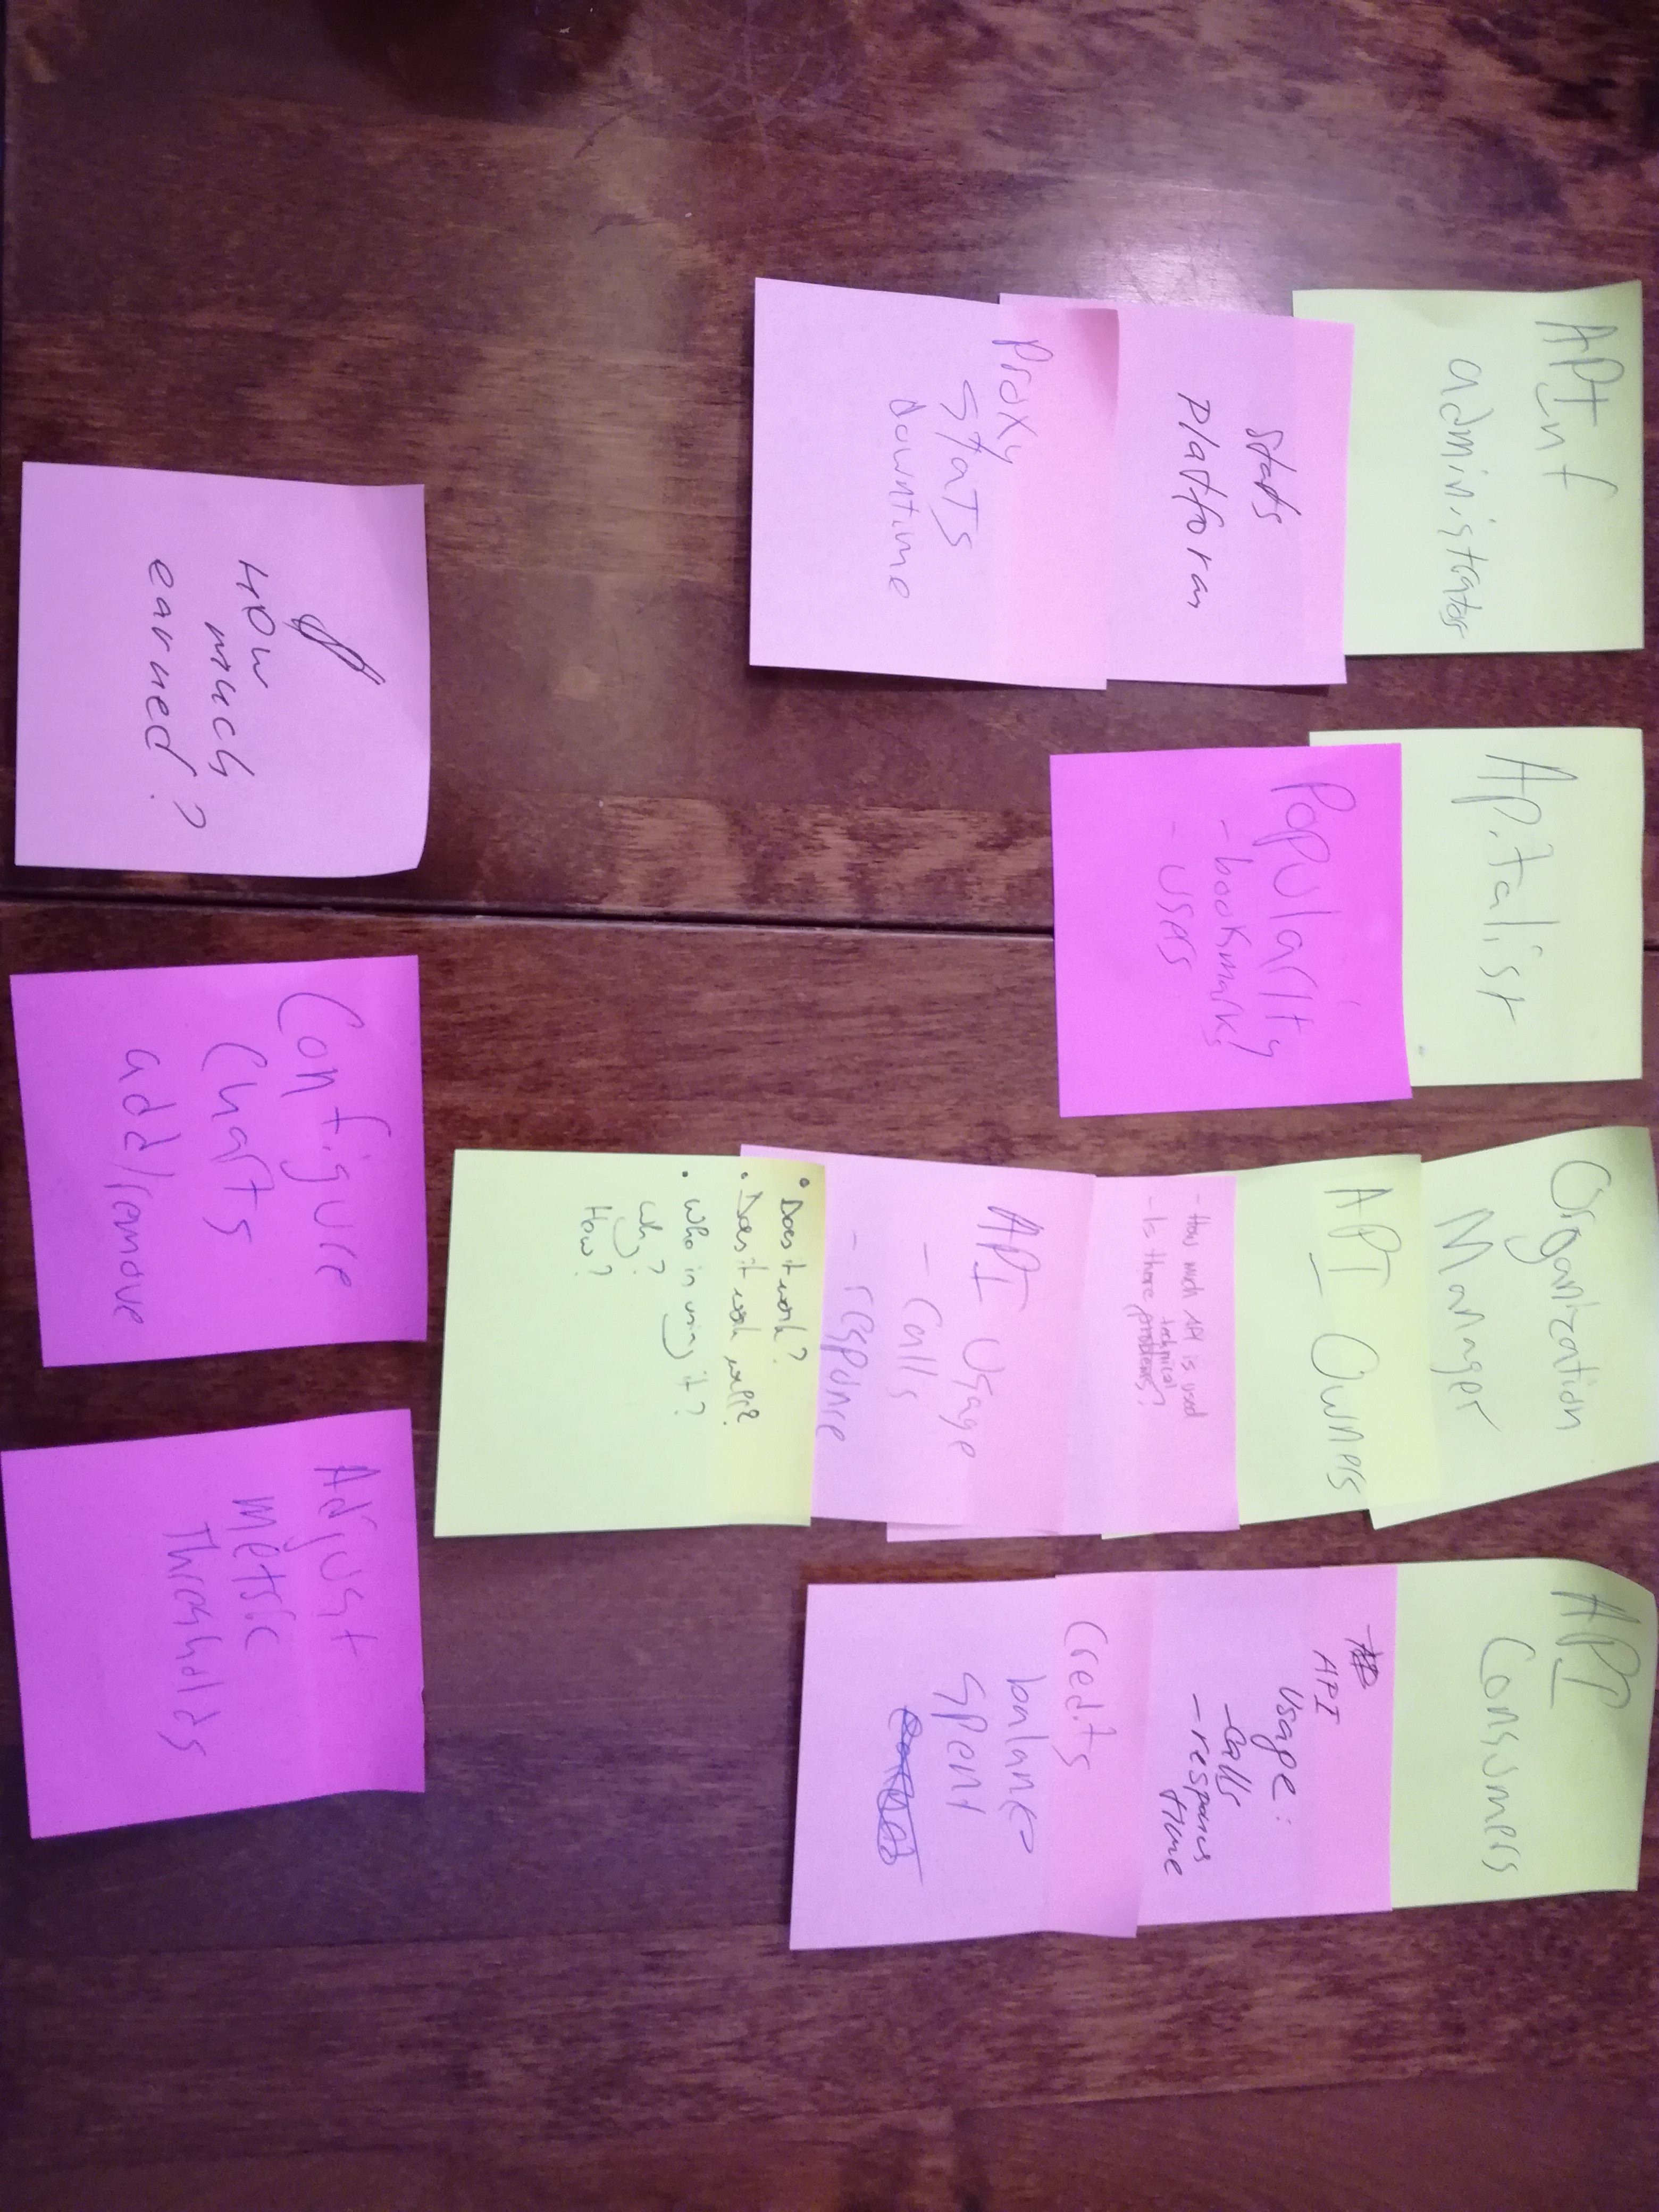 APInf
administrator
Stats
Platform
Proxy
stats
downtime
APItalist
Popularity
- bookmarks
- users
Organization
Manager
API Owners
- How much API is used
- Is there technical problems?
API usage
- Calls
- response
• Does it work?
• Does it work well?
• Who is using it?
Why?
How?
API
Consumers
API
Usage:
- Calls
- response
time
Credits
balance
spent
How
much
earned?
Configure
Charts
add/remove
Adjust
metric
Thresholds